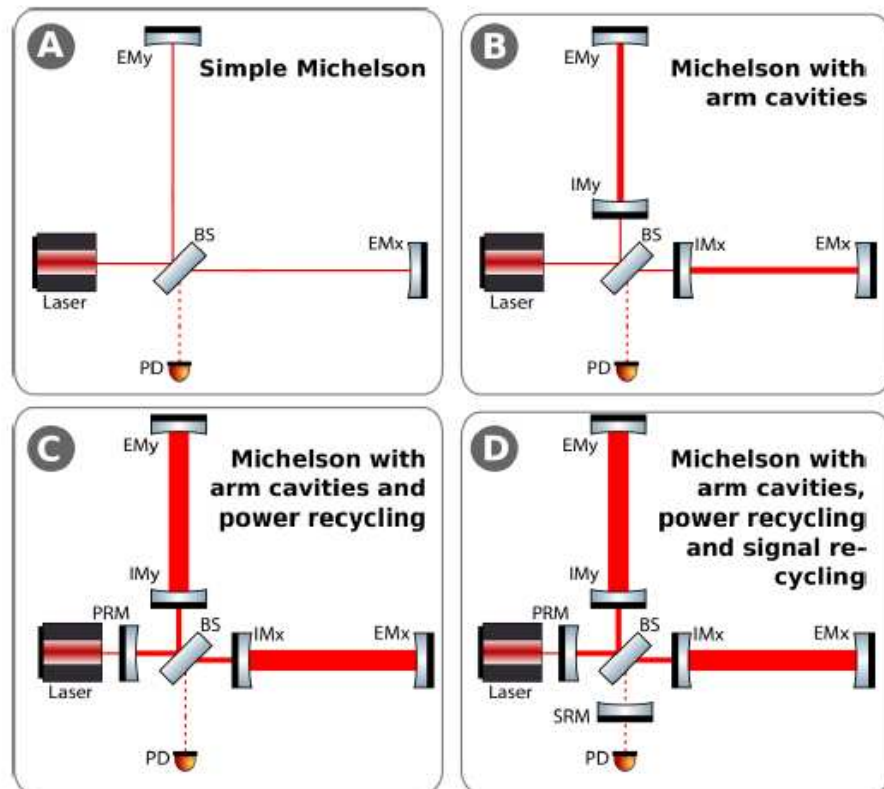 A
EMy
Simple Michelson
BS
EMx
Laser
PD
B
EMy
Michelson with
arm cavities
IMy
BS
IMx
EMx
Laser
PD
C
EMy
Michelson with
arm cavities and
power recycling
IMy
PRM
BS
IMx
EMx
Laser
PD
D
EMy
Michelson with
arm cavities,
power recycling
and signal re-
cycling
IMy
PRM
BS
IMx
EMx
Laser
SRM
PD